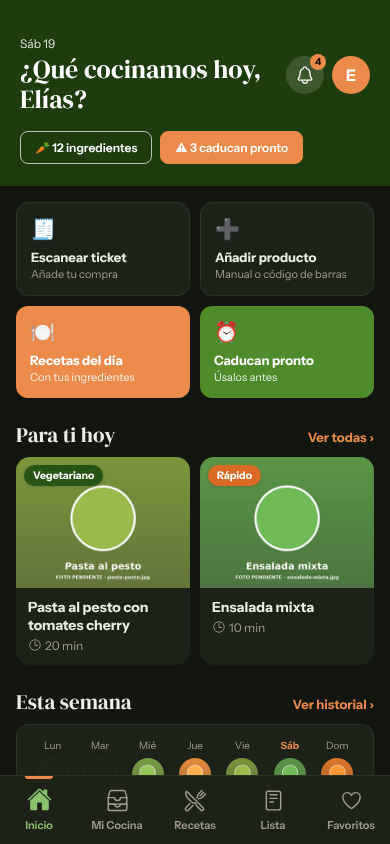 Sáb 19
¿Qué cocinamos hoy,
Elías?
4
E
12 ingredientes
3 caducan pronto
Escanear ticket
Añade tu compra
Añadir producto
Manual o código de barras
Recetas del día
Con tus ingredientes
Caducan pronto
Úsalos antes
Para ti hoy
Ver todas ›
Vegetariano
Pasta al pesto
FOTO PENDIENTE · pasta-pesto.jpg
Pasta al pesto con
tomates cherry
20 min
Rápido
Ensalada mixta
FOTO PENDIENTE · ensalada-mixta.jpg
Ensalada mixta
10 min
Esta semana
Ver historial ›
Lun Mar Mié Jue Vie Sáb Dom
Inicio Mi Cocina Recetas Lista Favoritos